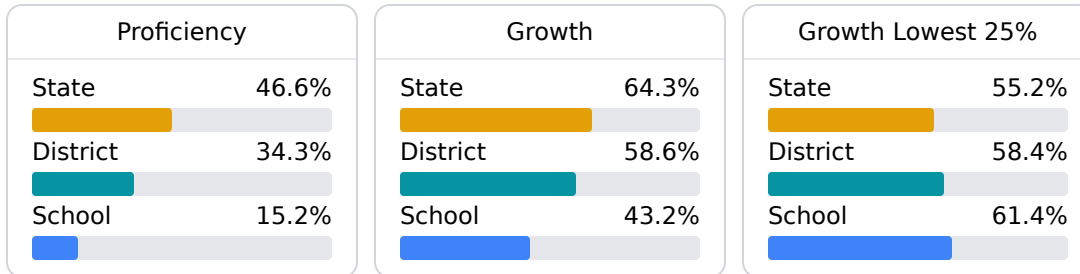 Proficiency
State 46.6%
District 34.3%
School 15.2%
Growth
State 64.3%
District 58.6%
School 43.2%
Growth Lowest 25%
State 55.2%
District 58.4%
School 61.4%